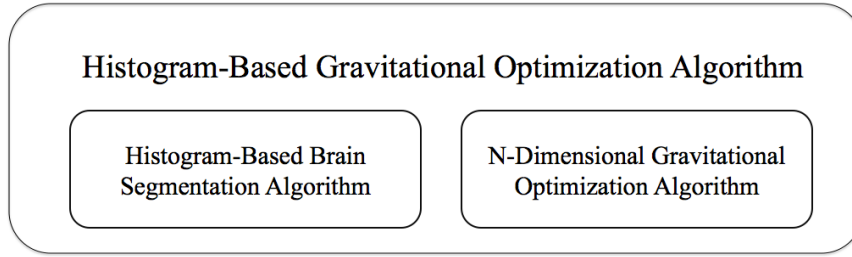 Histogram-Based Gravitational Optimization Algorithm
Histogram-Based Brain
Segmentation Algorithm
N-Dimensional Gravitational
Optimization Algorithm